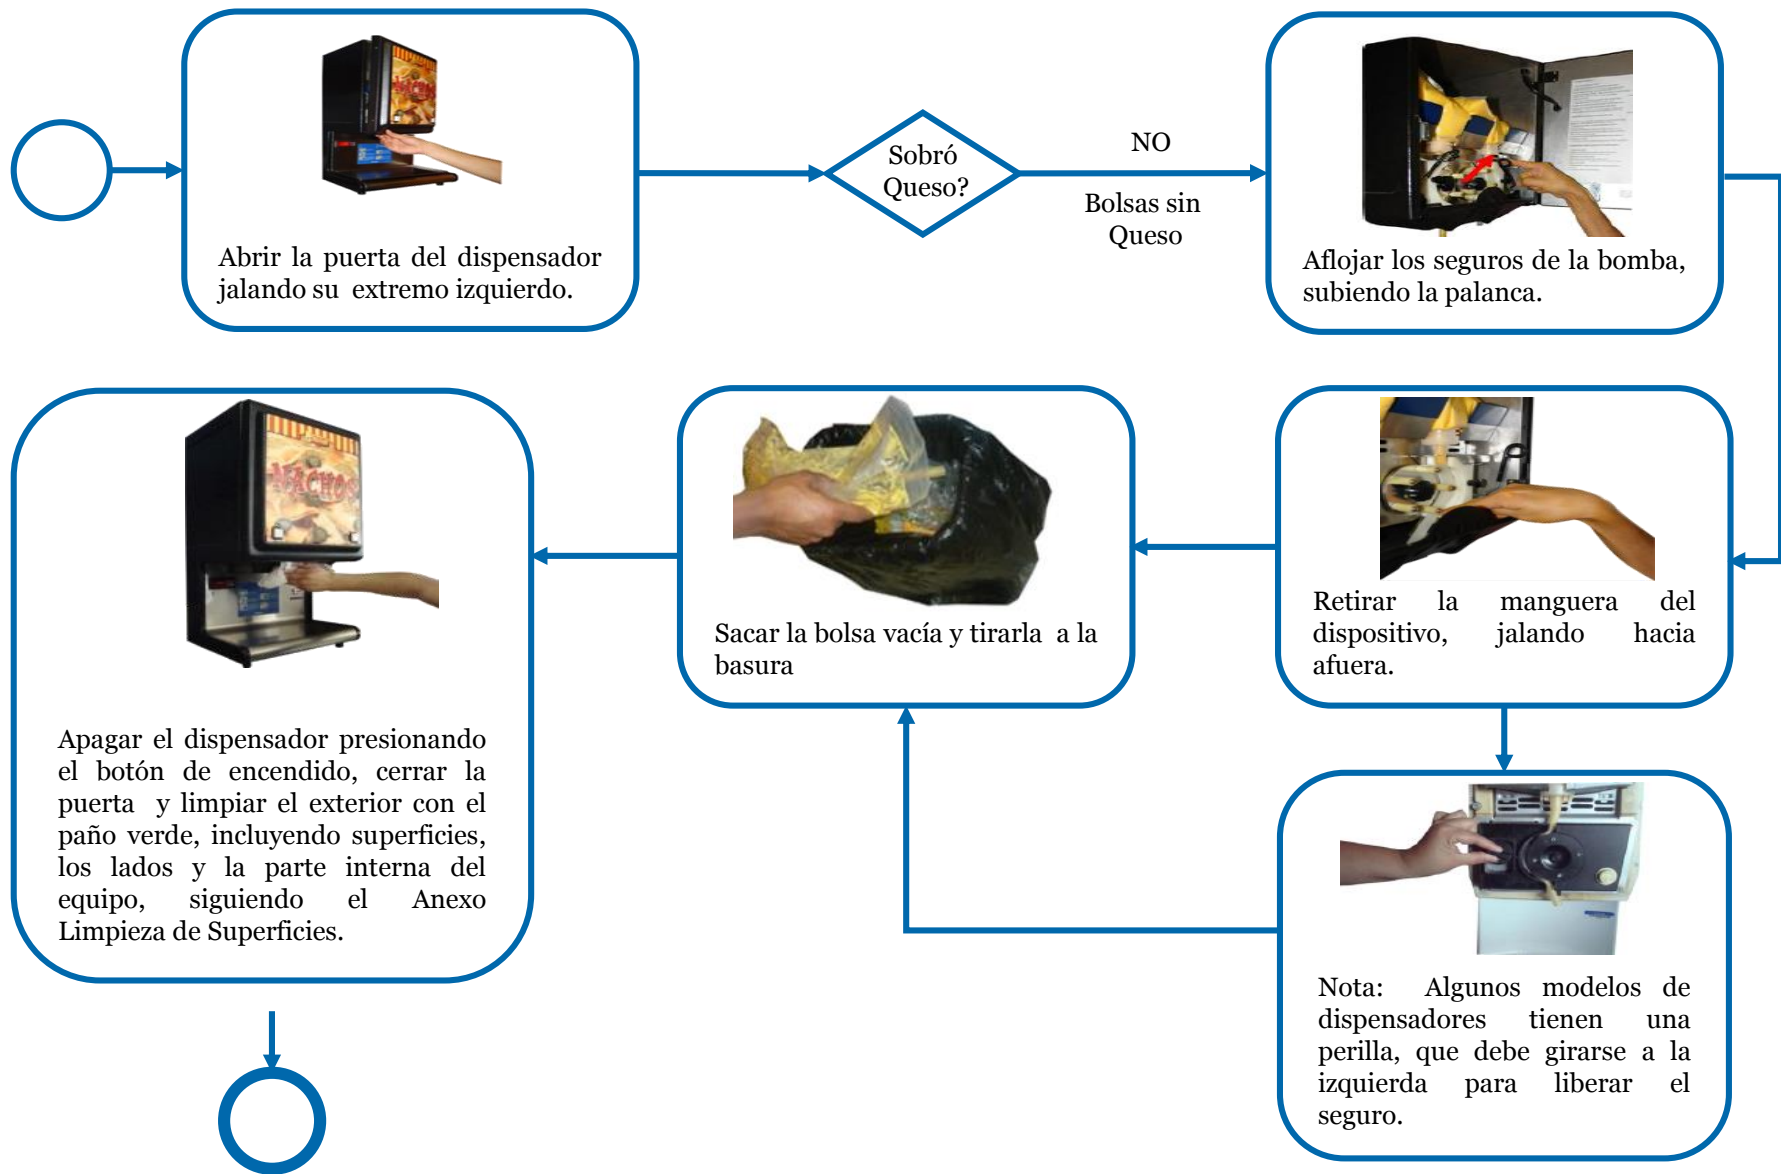 NACHOS
Abrir la puerta del dispensador
jalando su extremo izquierdo.
Sobró
Queso?
NO
Bolsas sin
Queso
Aflojar los seguros de la bomba,
subiendo la palanca.
Retirar la manguera del
dispositivo, jalando hacia
afuera.
Nota: Algunos modelos de
dispensadores tienen una
perilla, que debe girarse a la
izquierda para liberar el
seguro.
Sacar la bolsa vacía y tirarla a la
basura
NACHOS
Apagar el dispensador presionando
el botón de encendido, cerrar la
puerta y limpiar el exterior con el
paño verde, incluyendo superficies,
los lados y la parte interna del
equipo, siguiendo el Anexo
Limpieza de Superficies.